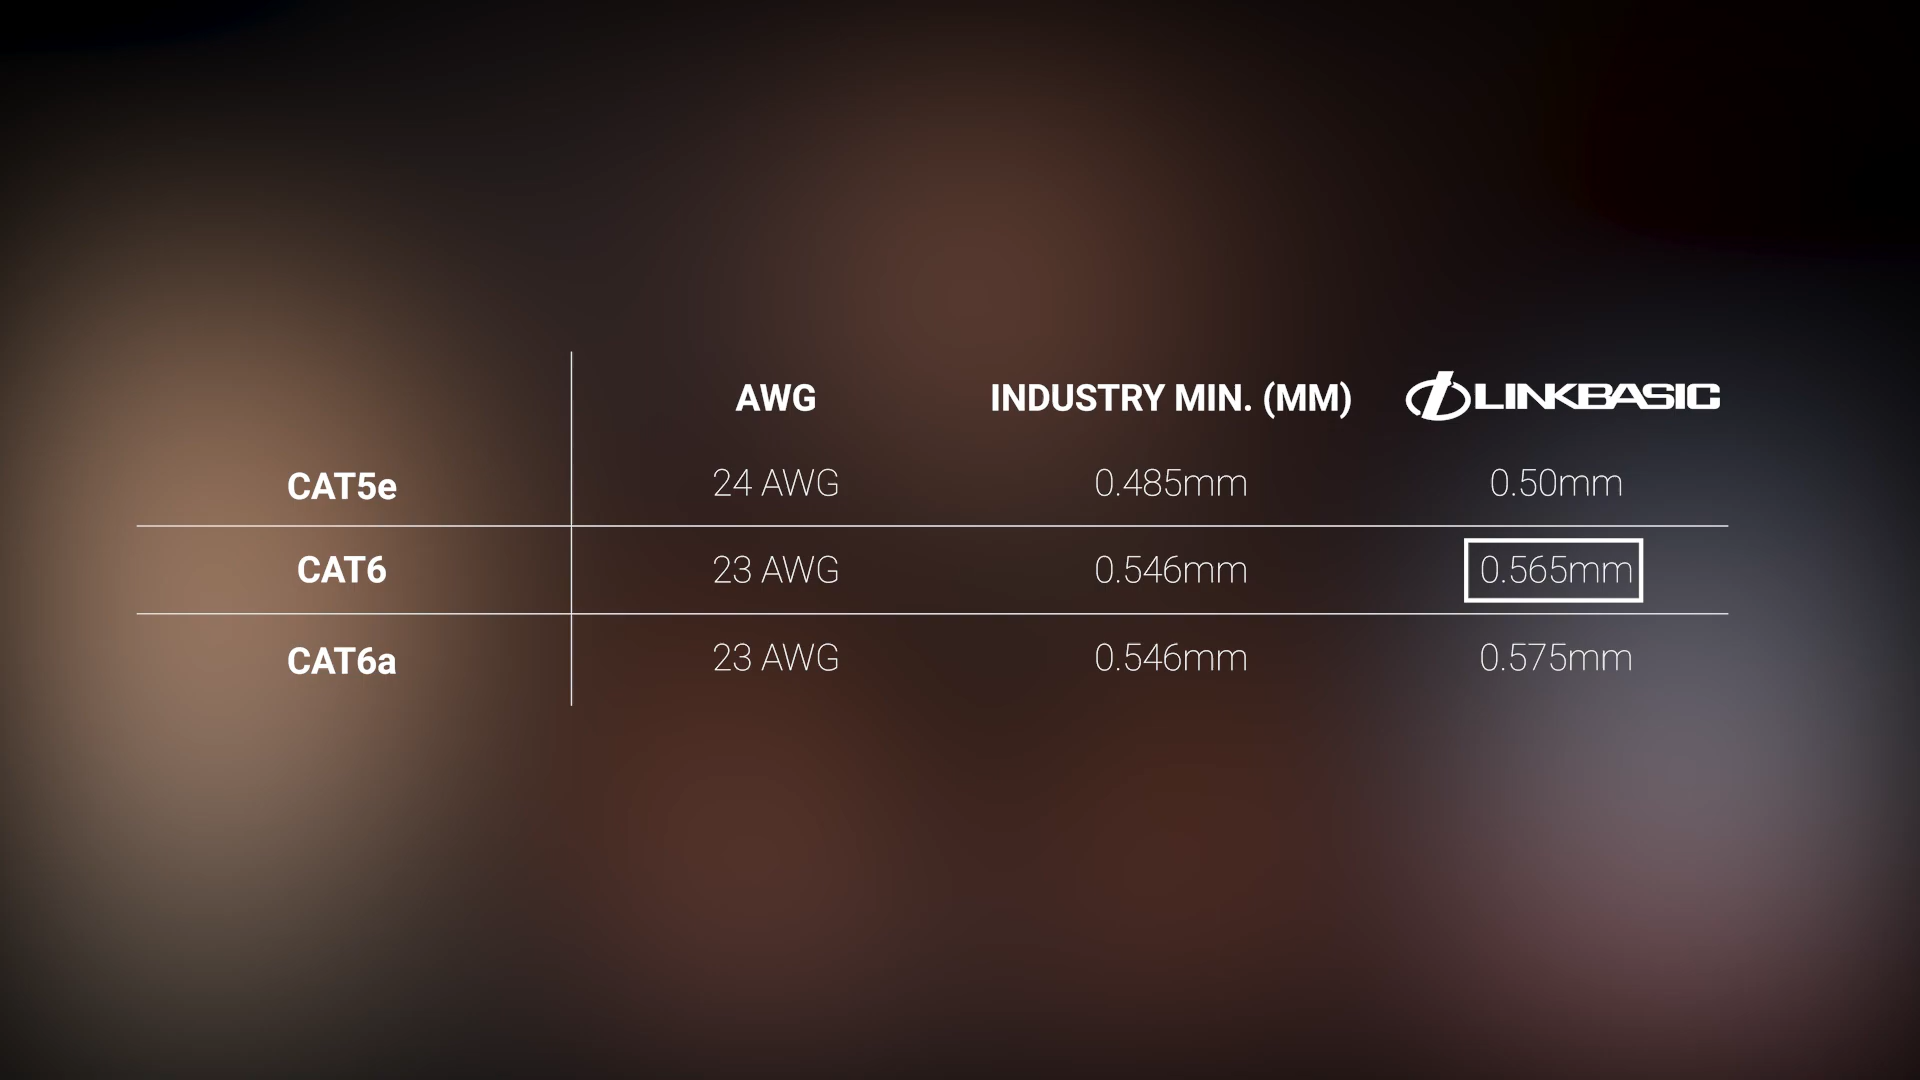 AWG INDUSTRY MIN. (MM) LINKBASIC
CAT5e 24 AWG 0.485mm 0.50mm
CAT6 23 AWG 0.546mm 0.565mm
CAT6a 23 AWG 0.546mm 0.575mm